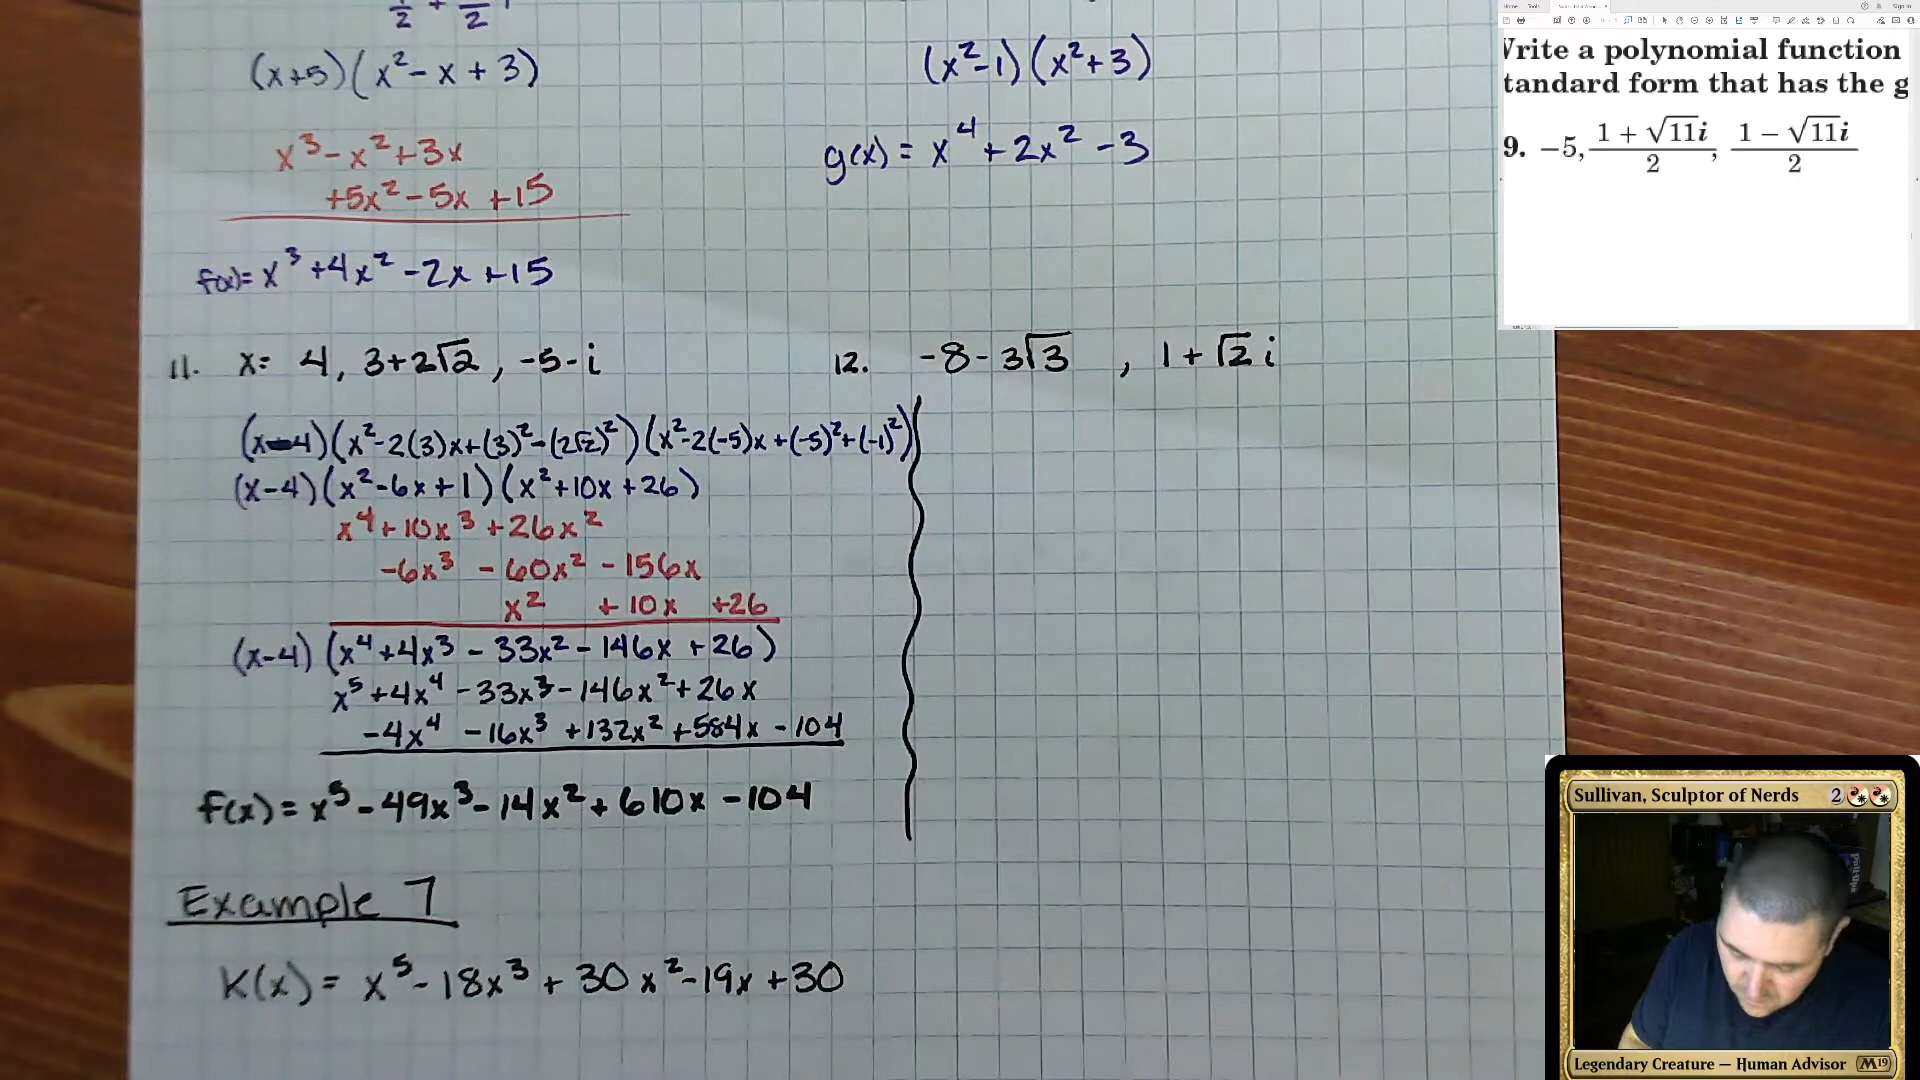 1/2 + /2
(x+5)(x²-x+3)
x³-x²+3x
+5x²-5x+15
f(x)=x³+4x²-2x+15
(x²-1)(x²+3)
g(x)=x⁴+2x²-3
11. x= 4, 3+2√2, -5-i
(x-4)(x²-2(3)x+(3)²-(2√2)²)(x²-2(-5)x+(-5)²+(-1)²)
(x-4)(x²-6x+1)(x²+10x+26)
x⁴+10x³+26x²
-6x³ -60x² -156x
x² +10x +26
(x-4)(x⁴+4x³-33x²-146x+26)
x⁵+4x⁴-33x³-146x²+26x
-4x⁴ -16x³ +132x² +584x -104
f(x)=x⁵-49x³-14x²+610x-104
12. -8-3√3 , 1+√2 i
Example 7
K(x)= x⁵-18x³+30x²-19x+30
Write a polynomial function
tandard form that has the g
9. −5, (1 + √11i)/2, (1 − √11i)/2
Sullivan, Sculptor of Nerds 2
Legendary Creature — Human Advisor M19